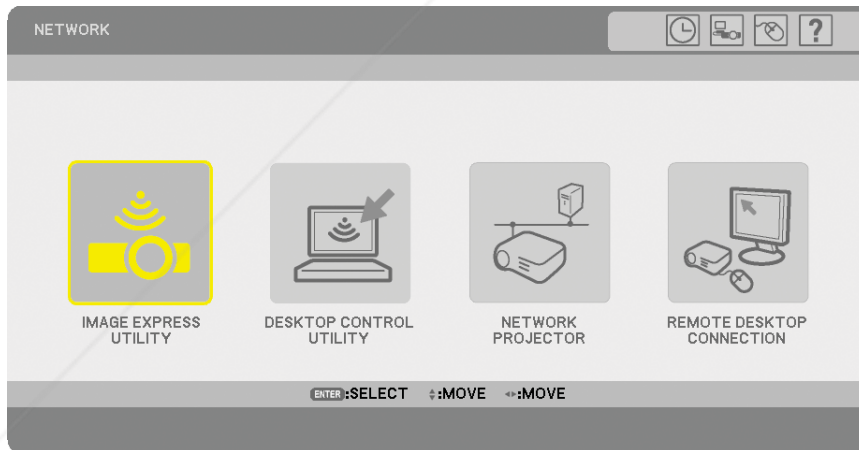 NETWORK
?
IMAGE EXPRESS
UTILITY
DESKTOP CONTROL
UTILITY
NETWORK
PROJECTOR
REMOTE DESKTOP
CONNECTION
ENTER:SELECT :MOVE :MOVE